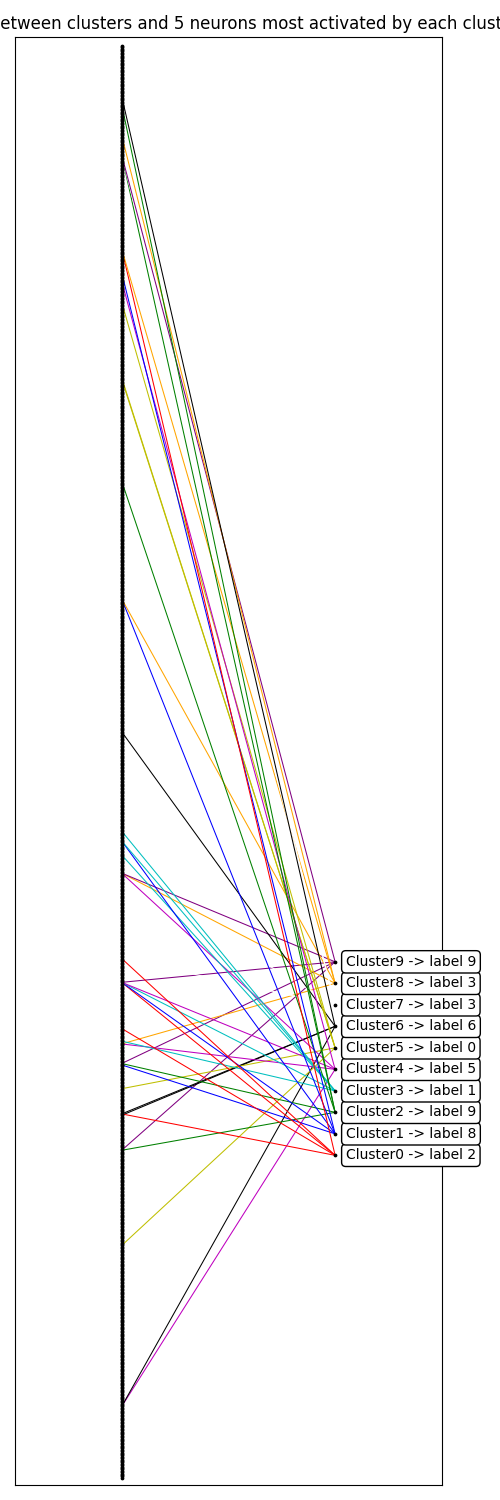 etween clusters and 5 neurons most activated by each clust
Cluster9 -> label 9
Cluster8 -> label 3
Cluster7 -> label 3
Cluster6 -> label 6
Cluster5 -> label 0
Cluster4 -> label 5
Cluster3 -> label 1
Cluster2 -> label 9
Cluster1 -> label 8
Cluster0 -> label 2